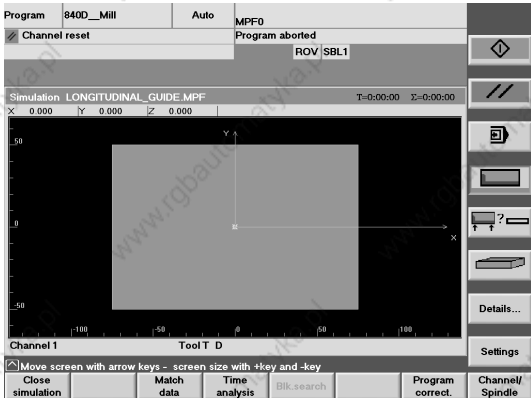 Program 840D__Mill Auto MPF0
Channel reset Program aborted
ROV SBL1
Simulation LONGITUDINAL_GUIDE.MPF T=0:00:00 Σ=0:00:00
X 0.000 Y 0.000 Z 0.000
Y
50
0
X
-50
-100 -50 0 50 100
Channel 1 Tool T D
Move screen with arrow keys - screen size with +key and -key
Close simulation
Match data
Time analysis
Blk.search
Program correct.
Channel/ Spindle
?
Details...
Settings
www.rgbautomatyka.pl